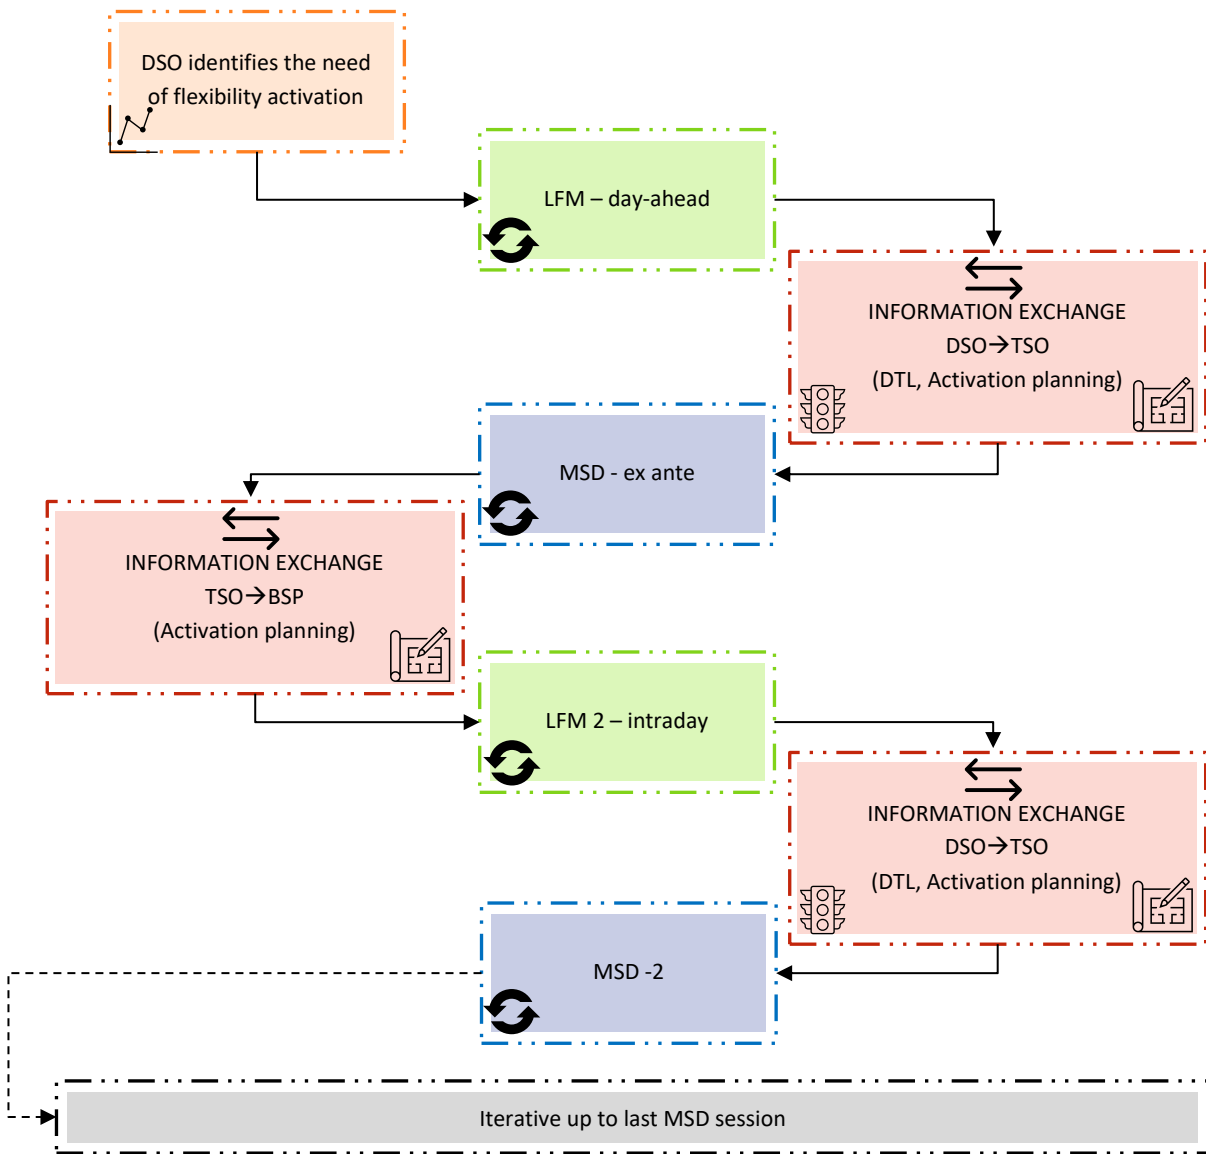 DSO identifies the need
of flexibility activation
LFM – day-ahead
INFORMATION EXCHANGE
DSO→TSO
(DTL, Activation planning)
MSD - ex ante
INFORMATION EXCHANGE
TSO→BSP
(Activation planning)
LFM 2 – intraday
INFORMATION EXCHANGE
DSO→TSO
(DTL, Activation planning)
MSD -2
Iterative up to last MSD session